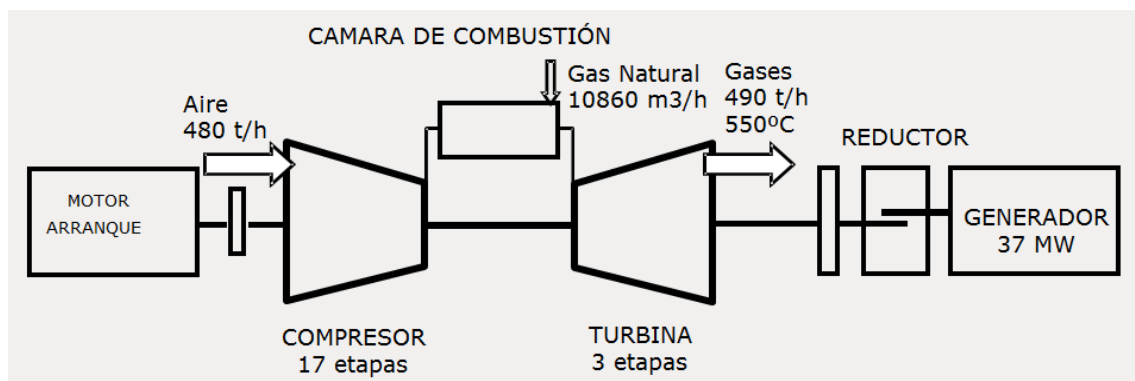 CAMARA DE COMBUSTIÓN
Aire
480 t/h
Gas Natural
10860 m3/h
Gases
490 t/h
550ºC
REDUCTOR
MOTOR
ARRANQUE
GENERADOR
37 MW
COMPRESOR
17 etapas
TURBINA
3 etapas